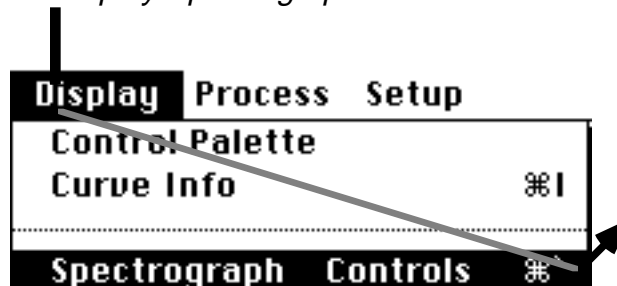 Display Process Setup
Control Palette
Curve Info ⌘I
Spectrograph Controls ⌘